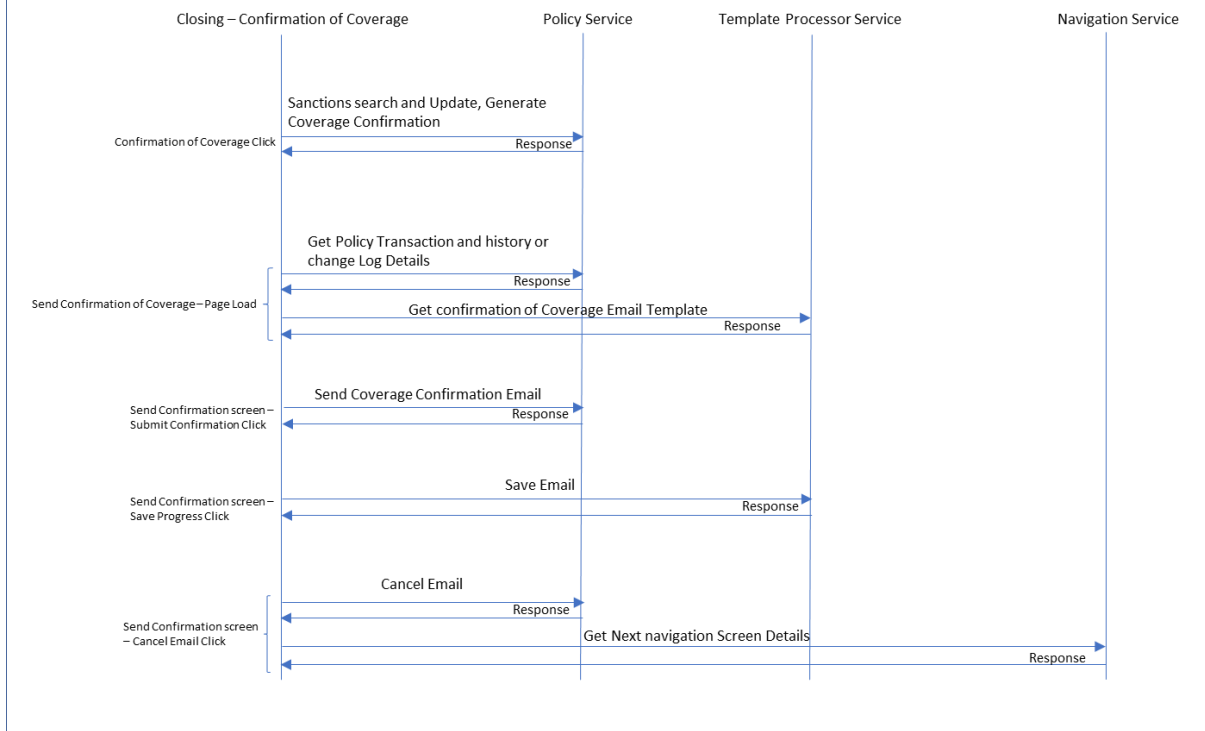 Closing – Confirmation of Coverage
Policy Service
Template Processor Service
Navigation Service
Sanctions search and Update, Generate
Coverage Confirmation
Confirmation of Coverage Click
Response
Get Policy Transaction and history or
change Log Details
Response
Send Confirmation of Coverage – Page Load
Get confirmation of Coverage Email Template
Response
Send Coverage Confirmation Email
Send Confirmation screen –
Submit Confirmation Click
Response
Save Email
Send Confirmation screen –
Save Progress Click
Response
Cancel Email
Response
Send Confirmation screen
– Cancel Email Click
Get Next navigation Screen Details
Response